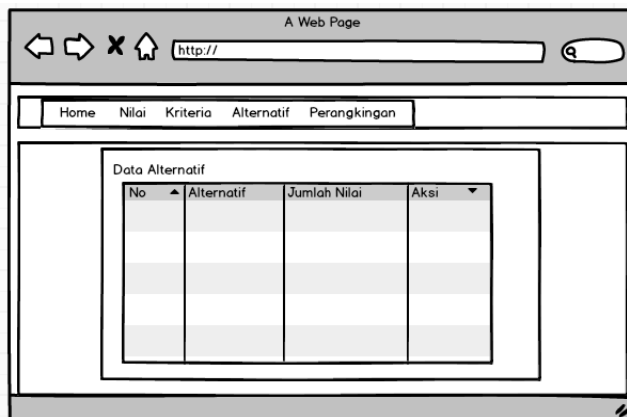 A Web Page
http://
Home Nilai Kriteria Alternatif Perangkingan
Data Alternatif
No Alternatif Jumlah Nilai Aksi